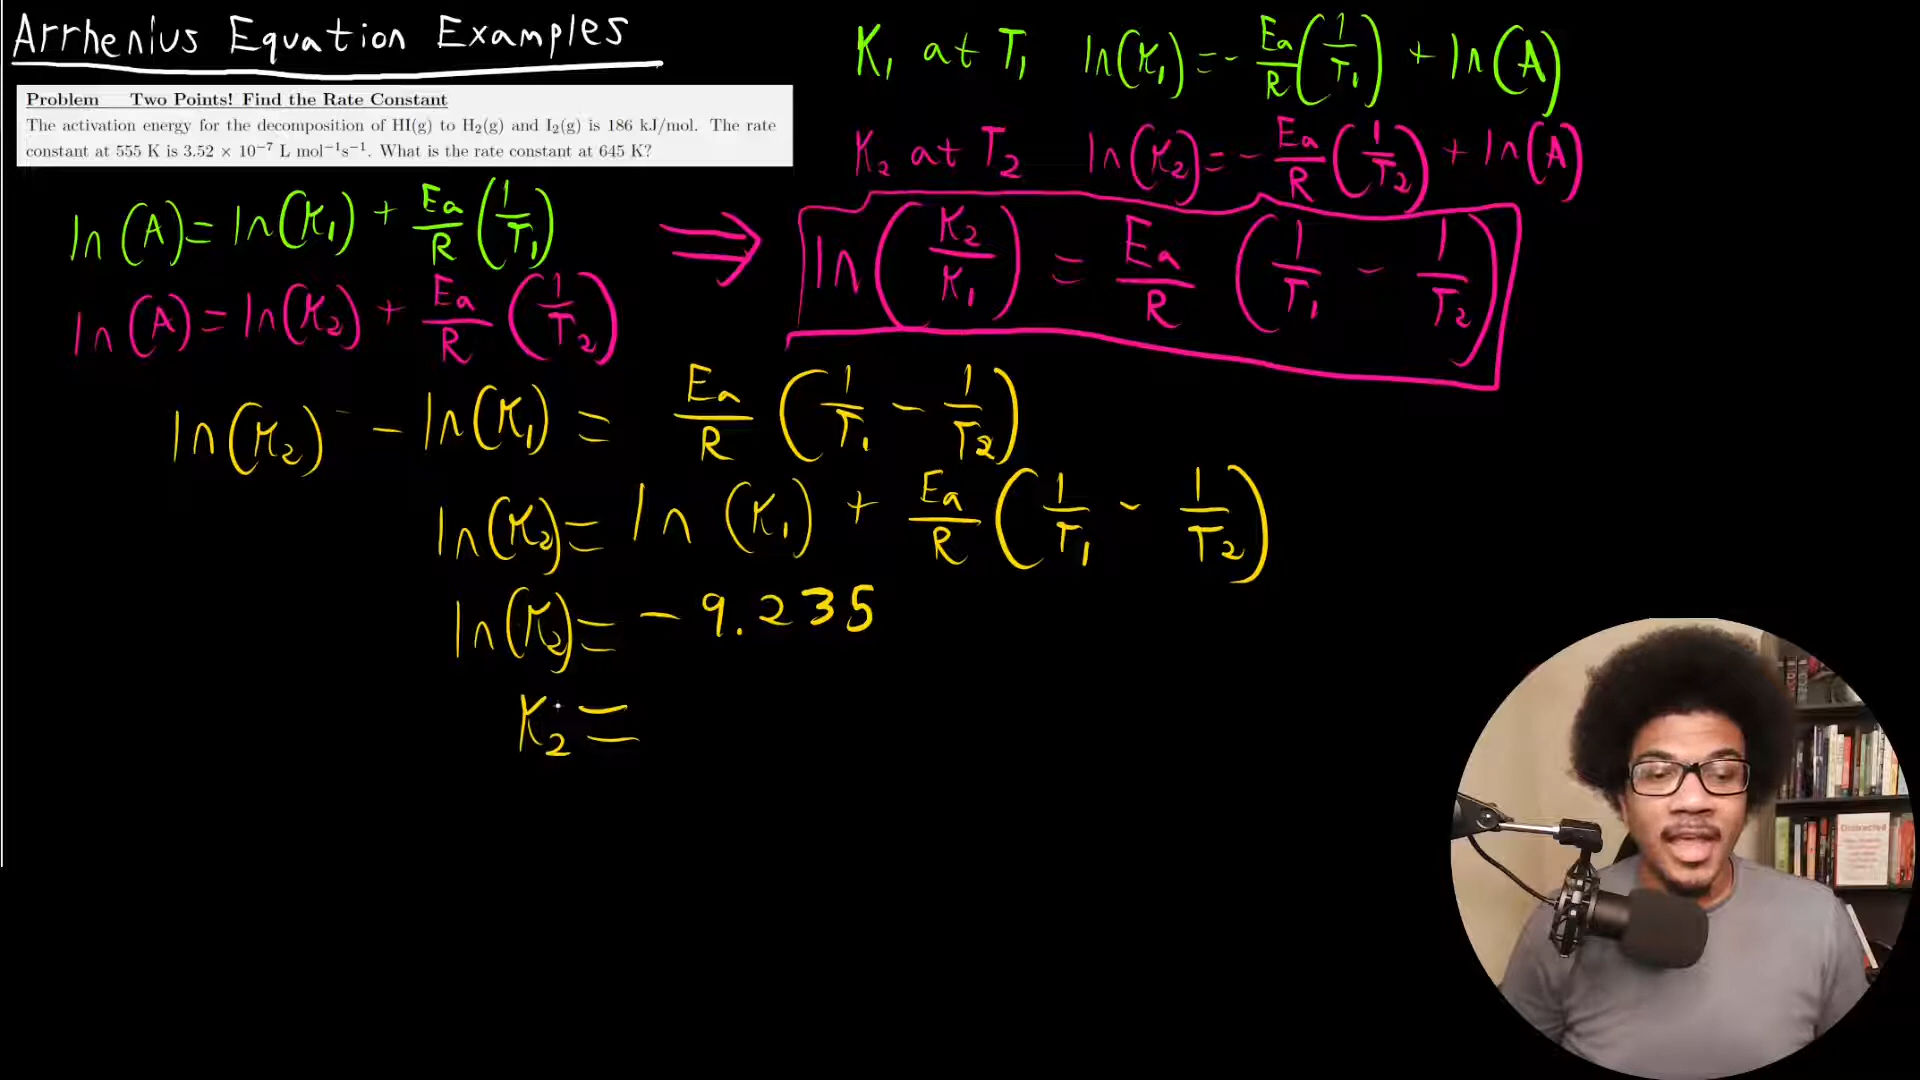 Arrhenius Equation Examples
Problem Two Points! Find the Rate Constant
The activation energy for the decomposition of HI(g) to H₂(g) and I₂(g) is 186 kJ/mol. The rate
constant at 555 K is 3.52 × 10⁻⁷ L mol⁻¹s⁻¹. What is the rate constant at 645 K?
K₁ at T₁ ln(K₁) = - Ea/R (1/T₁) + ln(A)
K₂ at T₂ ln(K₂) = - Ea/R (1/T₂) + ln(A)
ln(A) = ln(K₁) + Ea/R (1/T₁)
ln(A) = ln(K₂) + Ea/R (1/T₂)
⇒ ln(K₂/K₁) = Ea/R (1/T₁ - 1/T₂)
ln(K₂) - ln(K₁) = Ea/R (1/T₁ - 1/T₂)
ln(K₂) = ln(K₁) + Ea/R (1/T₁ - 1/T₂)
ln(K₂) = -9.235
K₂ =
Distracted